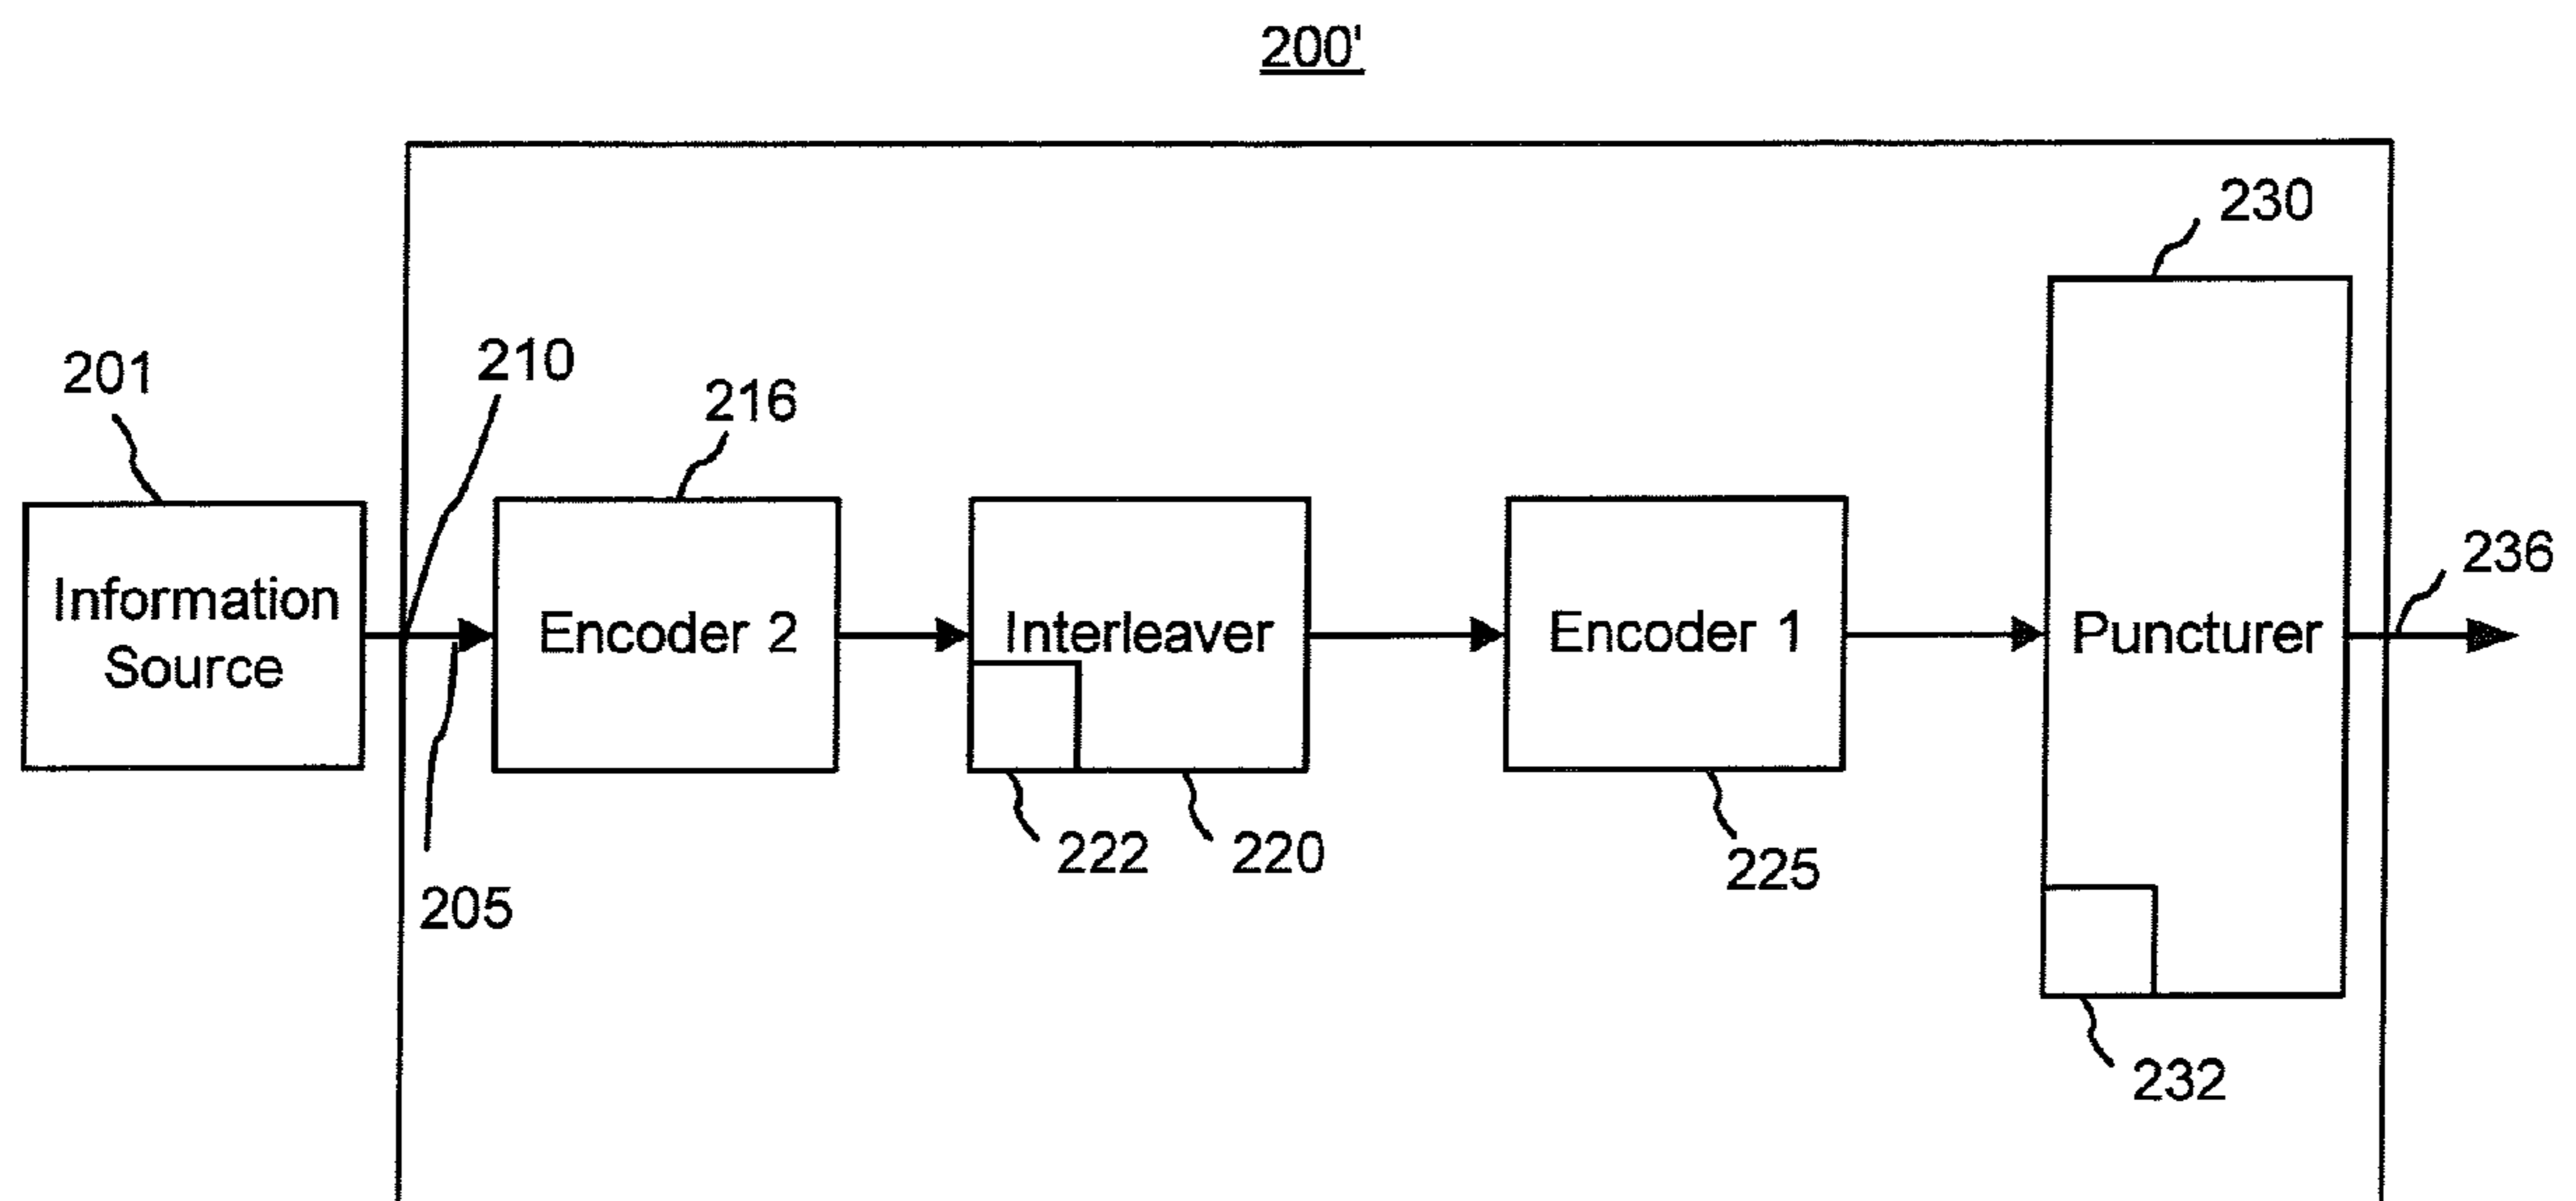 200'
230
210
201
216
236
Information
Source
Encoder 2
Interleaver
Encoder 1
Puncturer
222
220
225
205
232